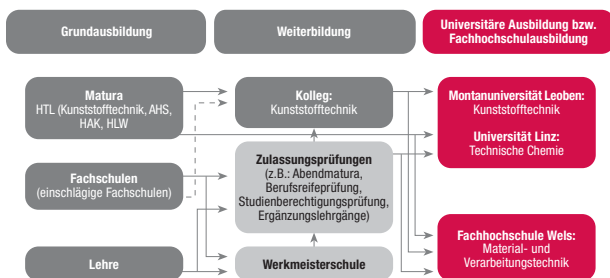 Grundausbildung
Weiterbildung
Universitäre Ausbildung bzw.
Fachhochschulausbildung
Matura
HTL (Kunststofftechnik, AHS,
HAK, HLW
Kolleg:
Kunststofftechnik
Montanuniversität Leoben:
Kunststofftechnik
Universität Linz:
Technische Chemie
Fachschulen
(einschlägige Fachschulen)
Zulassungsprüfungen
(z.B.: Abendmatura,
Berufsreifeprüfung,
Studienberechtigungsprüfung,
Ergänzungslehrgänge)
Lehre
Werkmeisterschule
Fachhochschule Wels:
Material- und
Verarbeitungstechnik